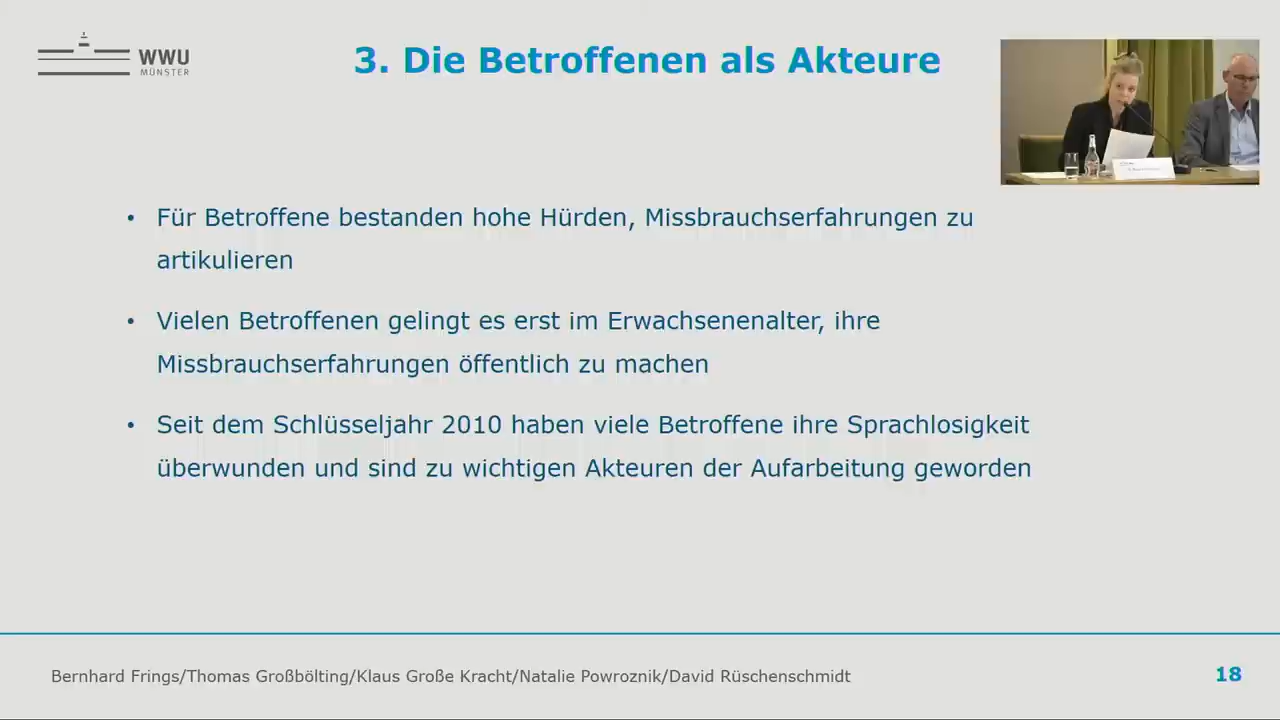 WWU
MÜNSTER
3. Die Betroffenen als Akteure
• Für Betroffene bestanden hohe Hürden, Missbrauchserfahrungen zu
artikulieren
• Vielen Betroffenen gelingt es erst im Erwachsenenalter, ihre
Missbrauchserfahrungen öffentlich zu machen
• Seit dem Schlüsseljahr 2010 haben viele Betroffene ihre Sprachlosigkeit
überwunden und sind zu wichtigen Akteuren der Aufarbeitung geworden
Bernhard Frings/Thomas Großbölting/Klaus Große Kracht/Natalie Powroznik/David Rüschenschmidt
18